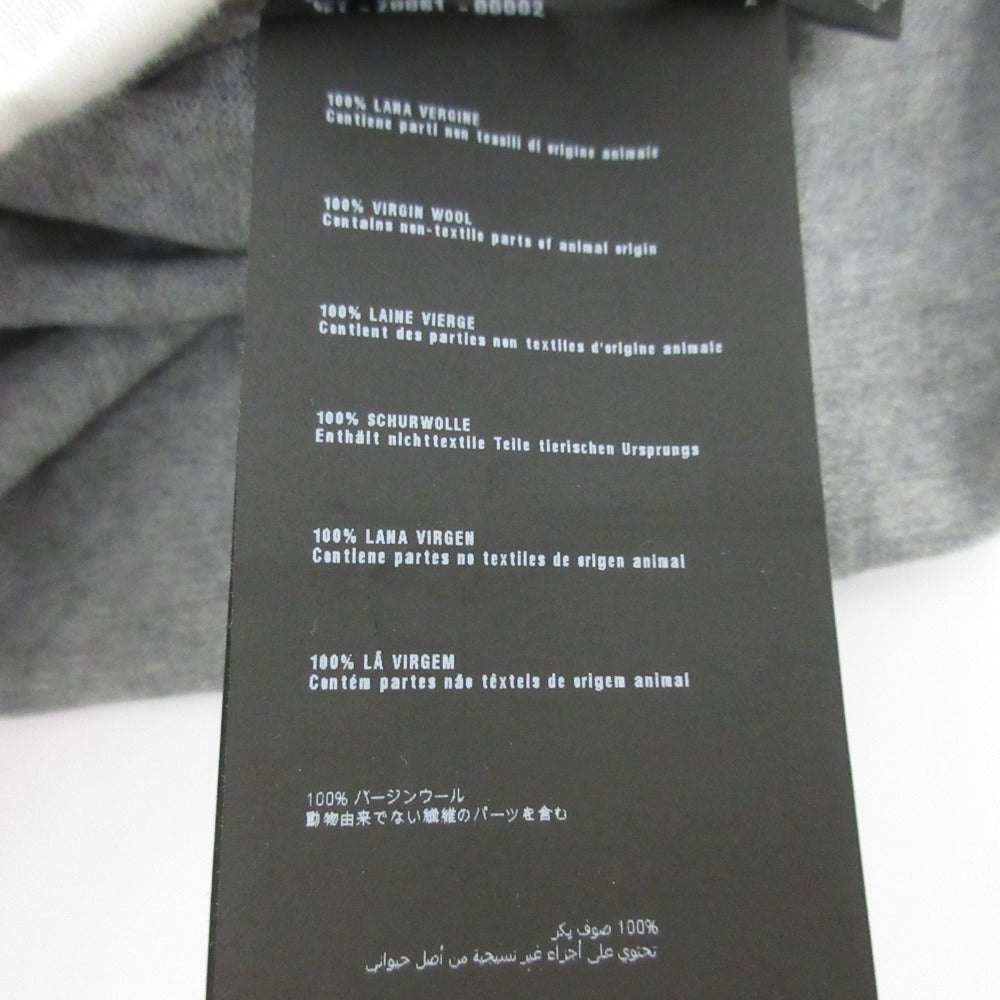 100% LANA VERGINE
Contiene parti non tessili di origine animale
100% VIRGIN WOOL
Contains non-textile parts of animal origin
100% LAINE VIERGE
Contient des parties non textiles d'origine animale
100% SCHURWOLLE
Enthält nichttextile Teile tierischen Ursprungs
100% LANA VIRGEN
Contiene partes no textiles de origen animal
100% LÃ VIRGEM
Contém partes não têxteis de origem animal
100% バージンウール
動物由来でない繊維のパーツを含む
100% صوف بكر
تحتوي على أجزاء غير نسيجية من أصل حيواني